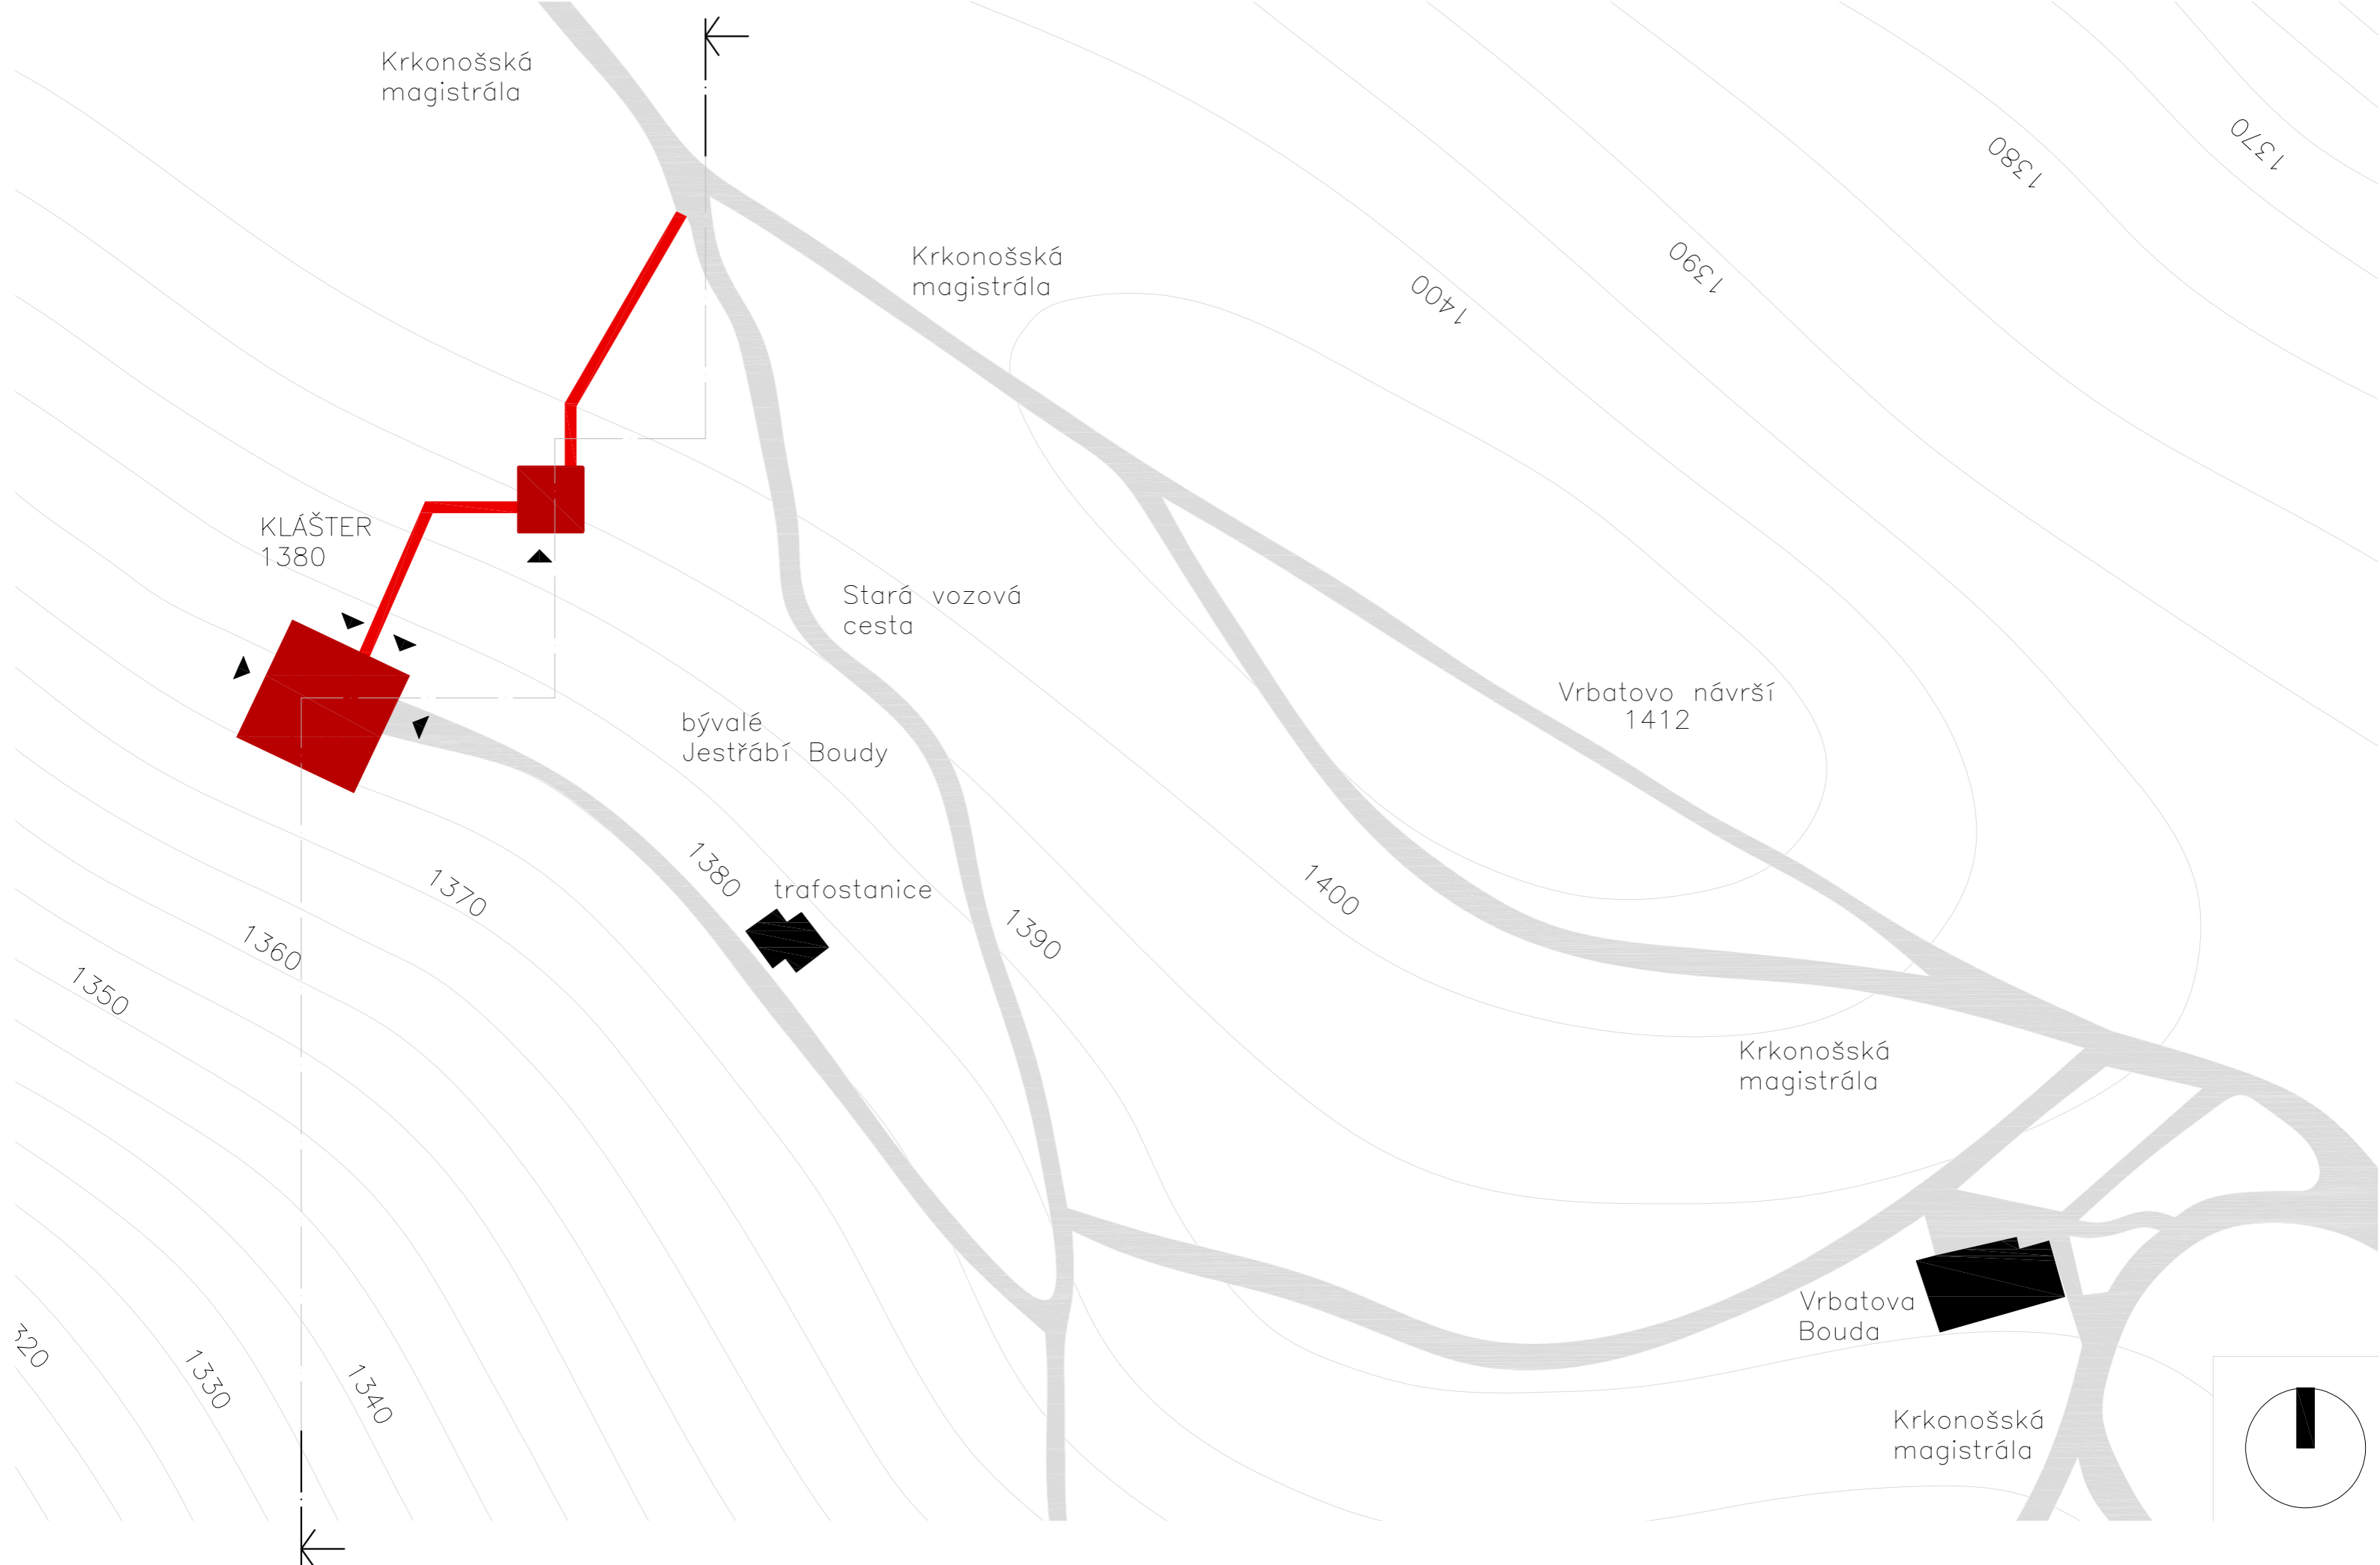 Krkonošská
magistrála
1370
1380
Krkonošská
magistrála
1390
1400
KLÁŠTER
1380
Stará vozová
cesta
Vrbatovo návrší
1412
bývalé
Jestřábí Boudy
1380
trafostanice
1370
1400
1390
1360
1350
Krkonošská
magistrála
Vrbatova
Bouda
320
1330
1340
Krkonošská
magistrála